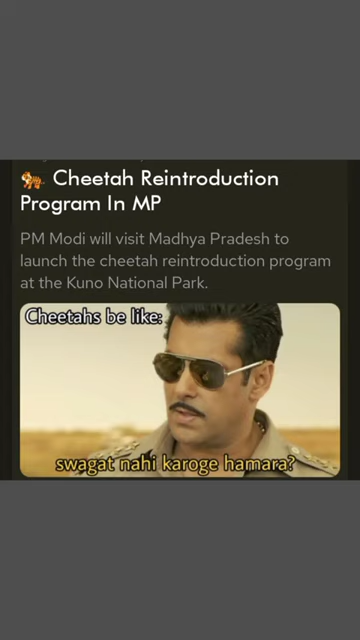 Cheetah Reintroduction
Program In MP
PM Modi will visit Madhya Pradesh to
launch the cheetah reintroduction program
at the Kuno National Park.
Cheetahs be like:
swagat nahi karoge hamara?